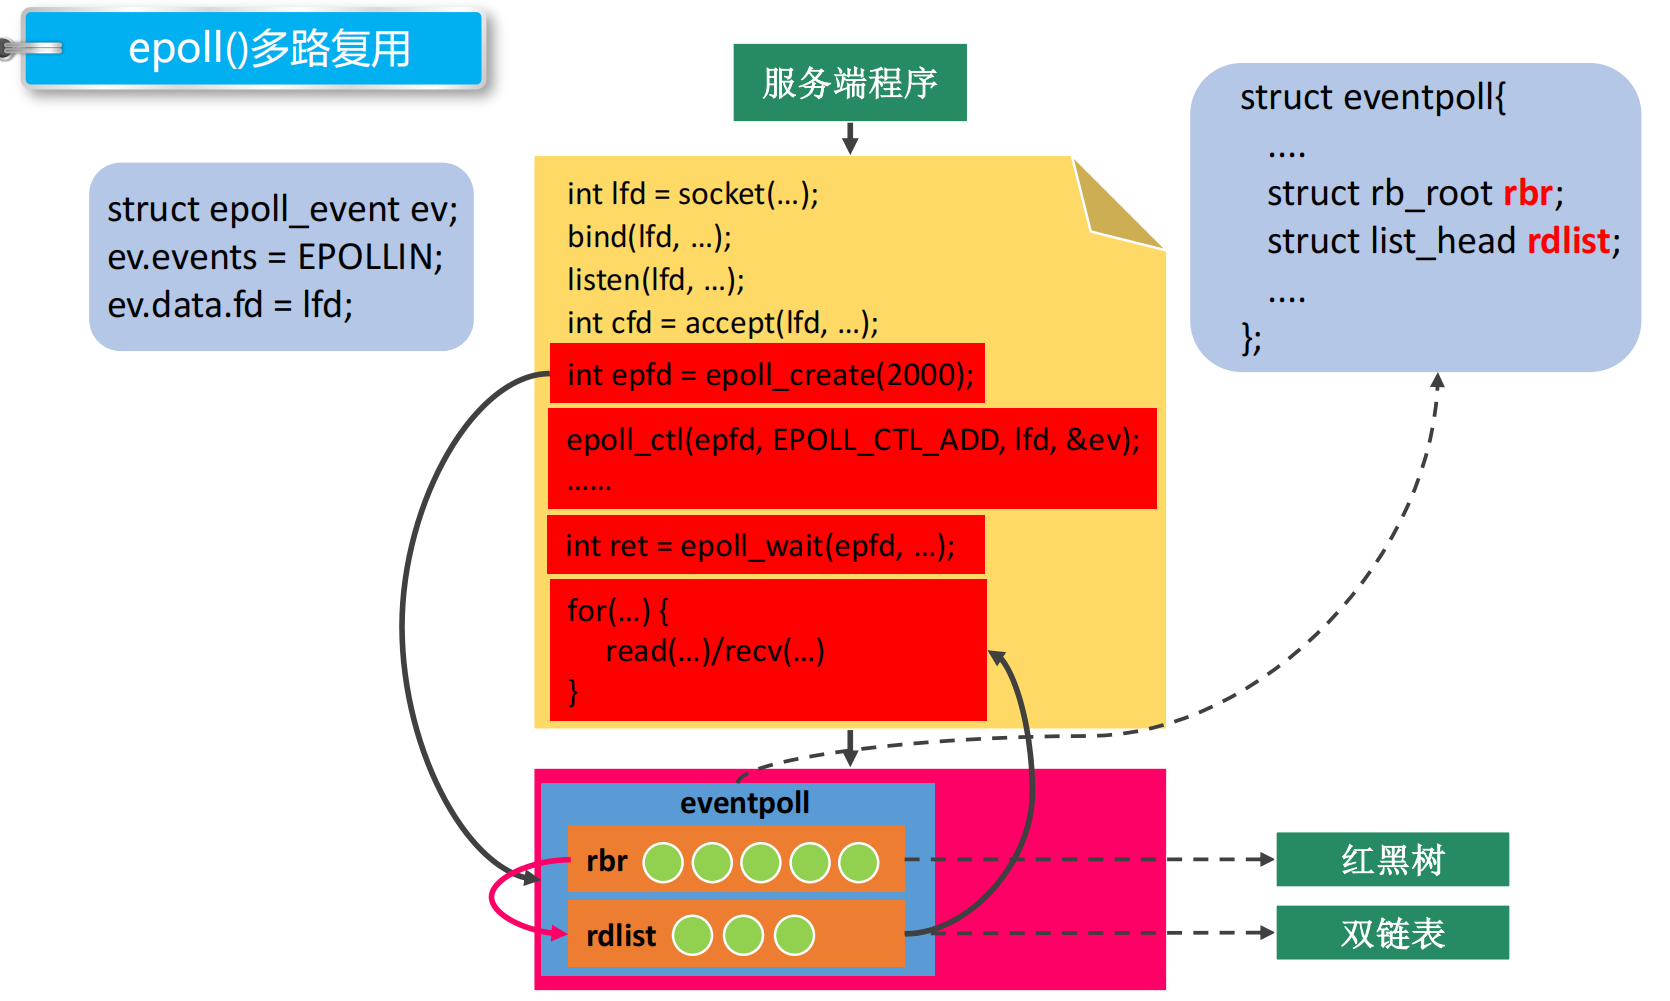 epoll()多路复用
服务端程序
struct epoll_event ev;
ev.events = EPOLLIN;
ev.data.fd = lfd;
int lfd = socket(...);
bind(lfd, ...);
listen(lfd, ...);
int cfd = accept(lfd, ...);
int epfd = epoll_create(2000);
epoll_ctl(epfd, EPOLL_CTL_ADD, lfd, &ev);
......
int ret = epoll_wait(epfd, ...);
for(...) {
read(...)/recv(...)
}
struct eventpoll{
....
struct rb_root rbr;
struct list_head rdlist;
....
};
eventpoll
rbr
rdlist
红黑树
双链表